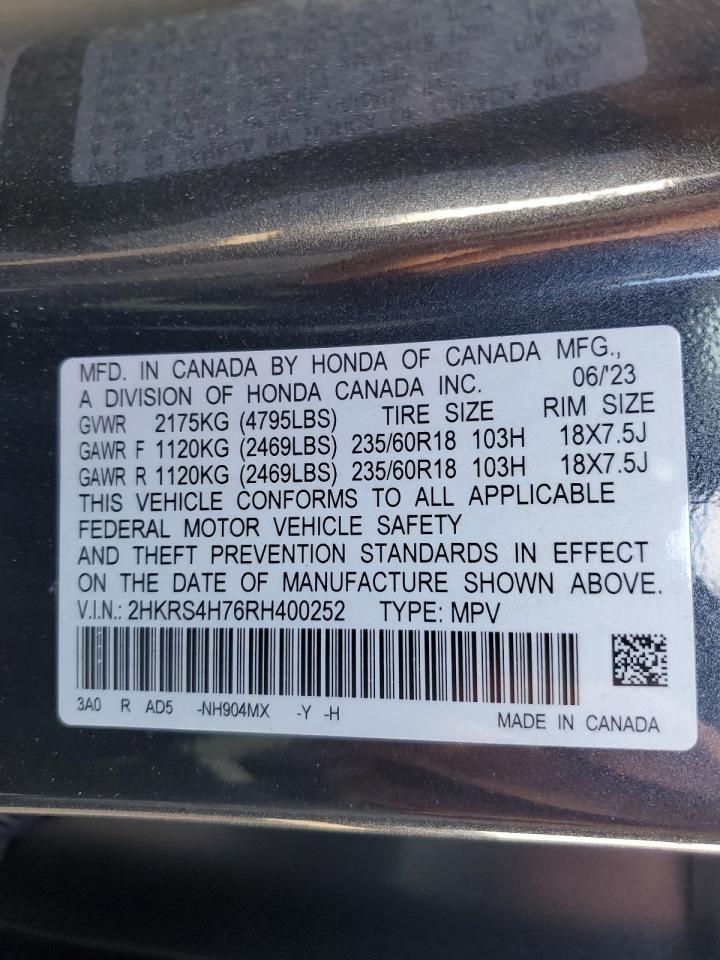 MFD. IN CANADA BY HONDA OF CANADA MFG.,
A DIVISION OF HONDA CANADA INC. 06/'23
GVWR 2175KG (4795LBS) TIRE SIZE RIM SIZE
GAWR F 1120KG (2469LBS) 235/60R18 103H 18X7.5J
GAWR R 1120KG (2469LBS) 235/60R18 103H 18X7.5J
THIS VEHICLE CONFORMS TO ALL APPLICABLE
FEDERAL MOTOR VEHICLE SAFETY
AND THEFT PREVENTION STANDARDS IN EFFECT
ON THE DATE OF MANUFACTURE SHOWN ABOVE.
V.I.N.: 2HKRS4H76RH400252 TYPE: MPV
3A0 R AD5 -NH904MX -Y -H MADE IN CANADA